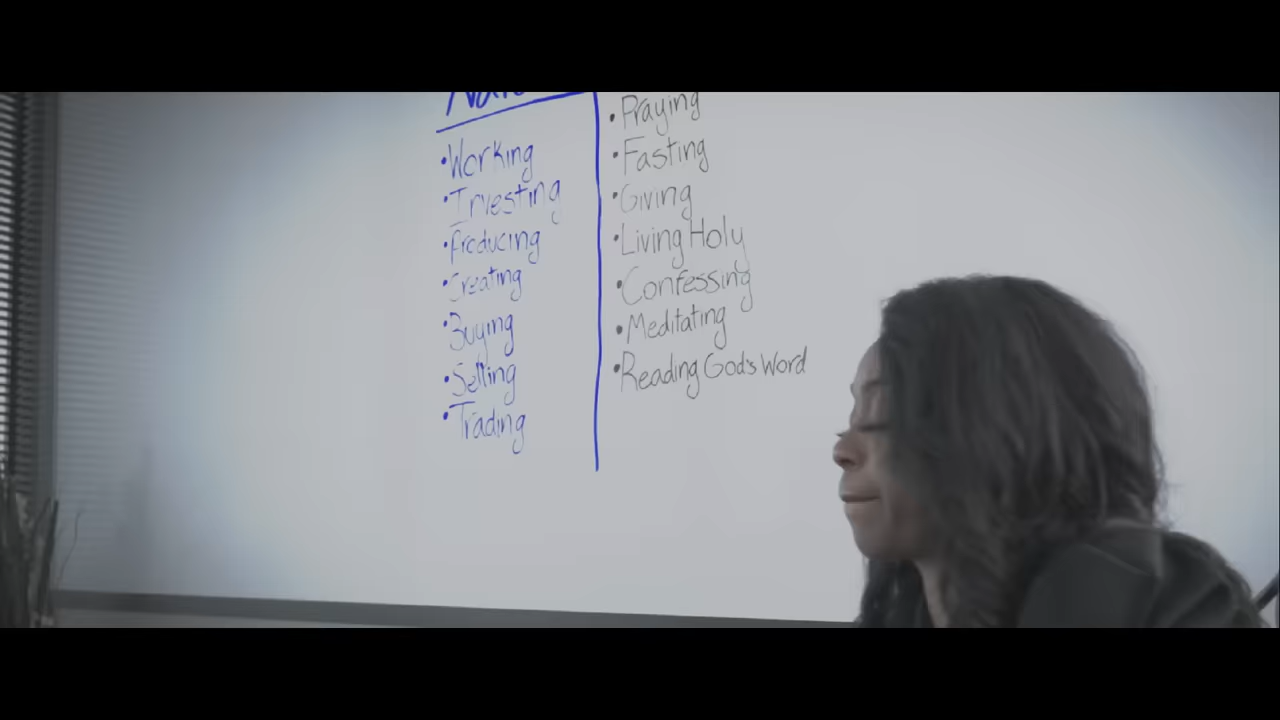 • Working
• Investing
• Producing
• Creating
• Buying
• Selling
• Trading
• Praying
• Fasting
• Giving
• Living Holy
• Confessing
• Meditating
• Reading God's Word